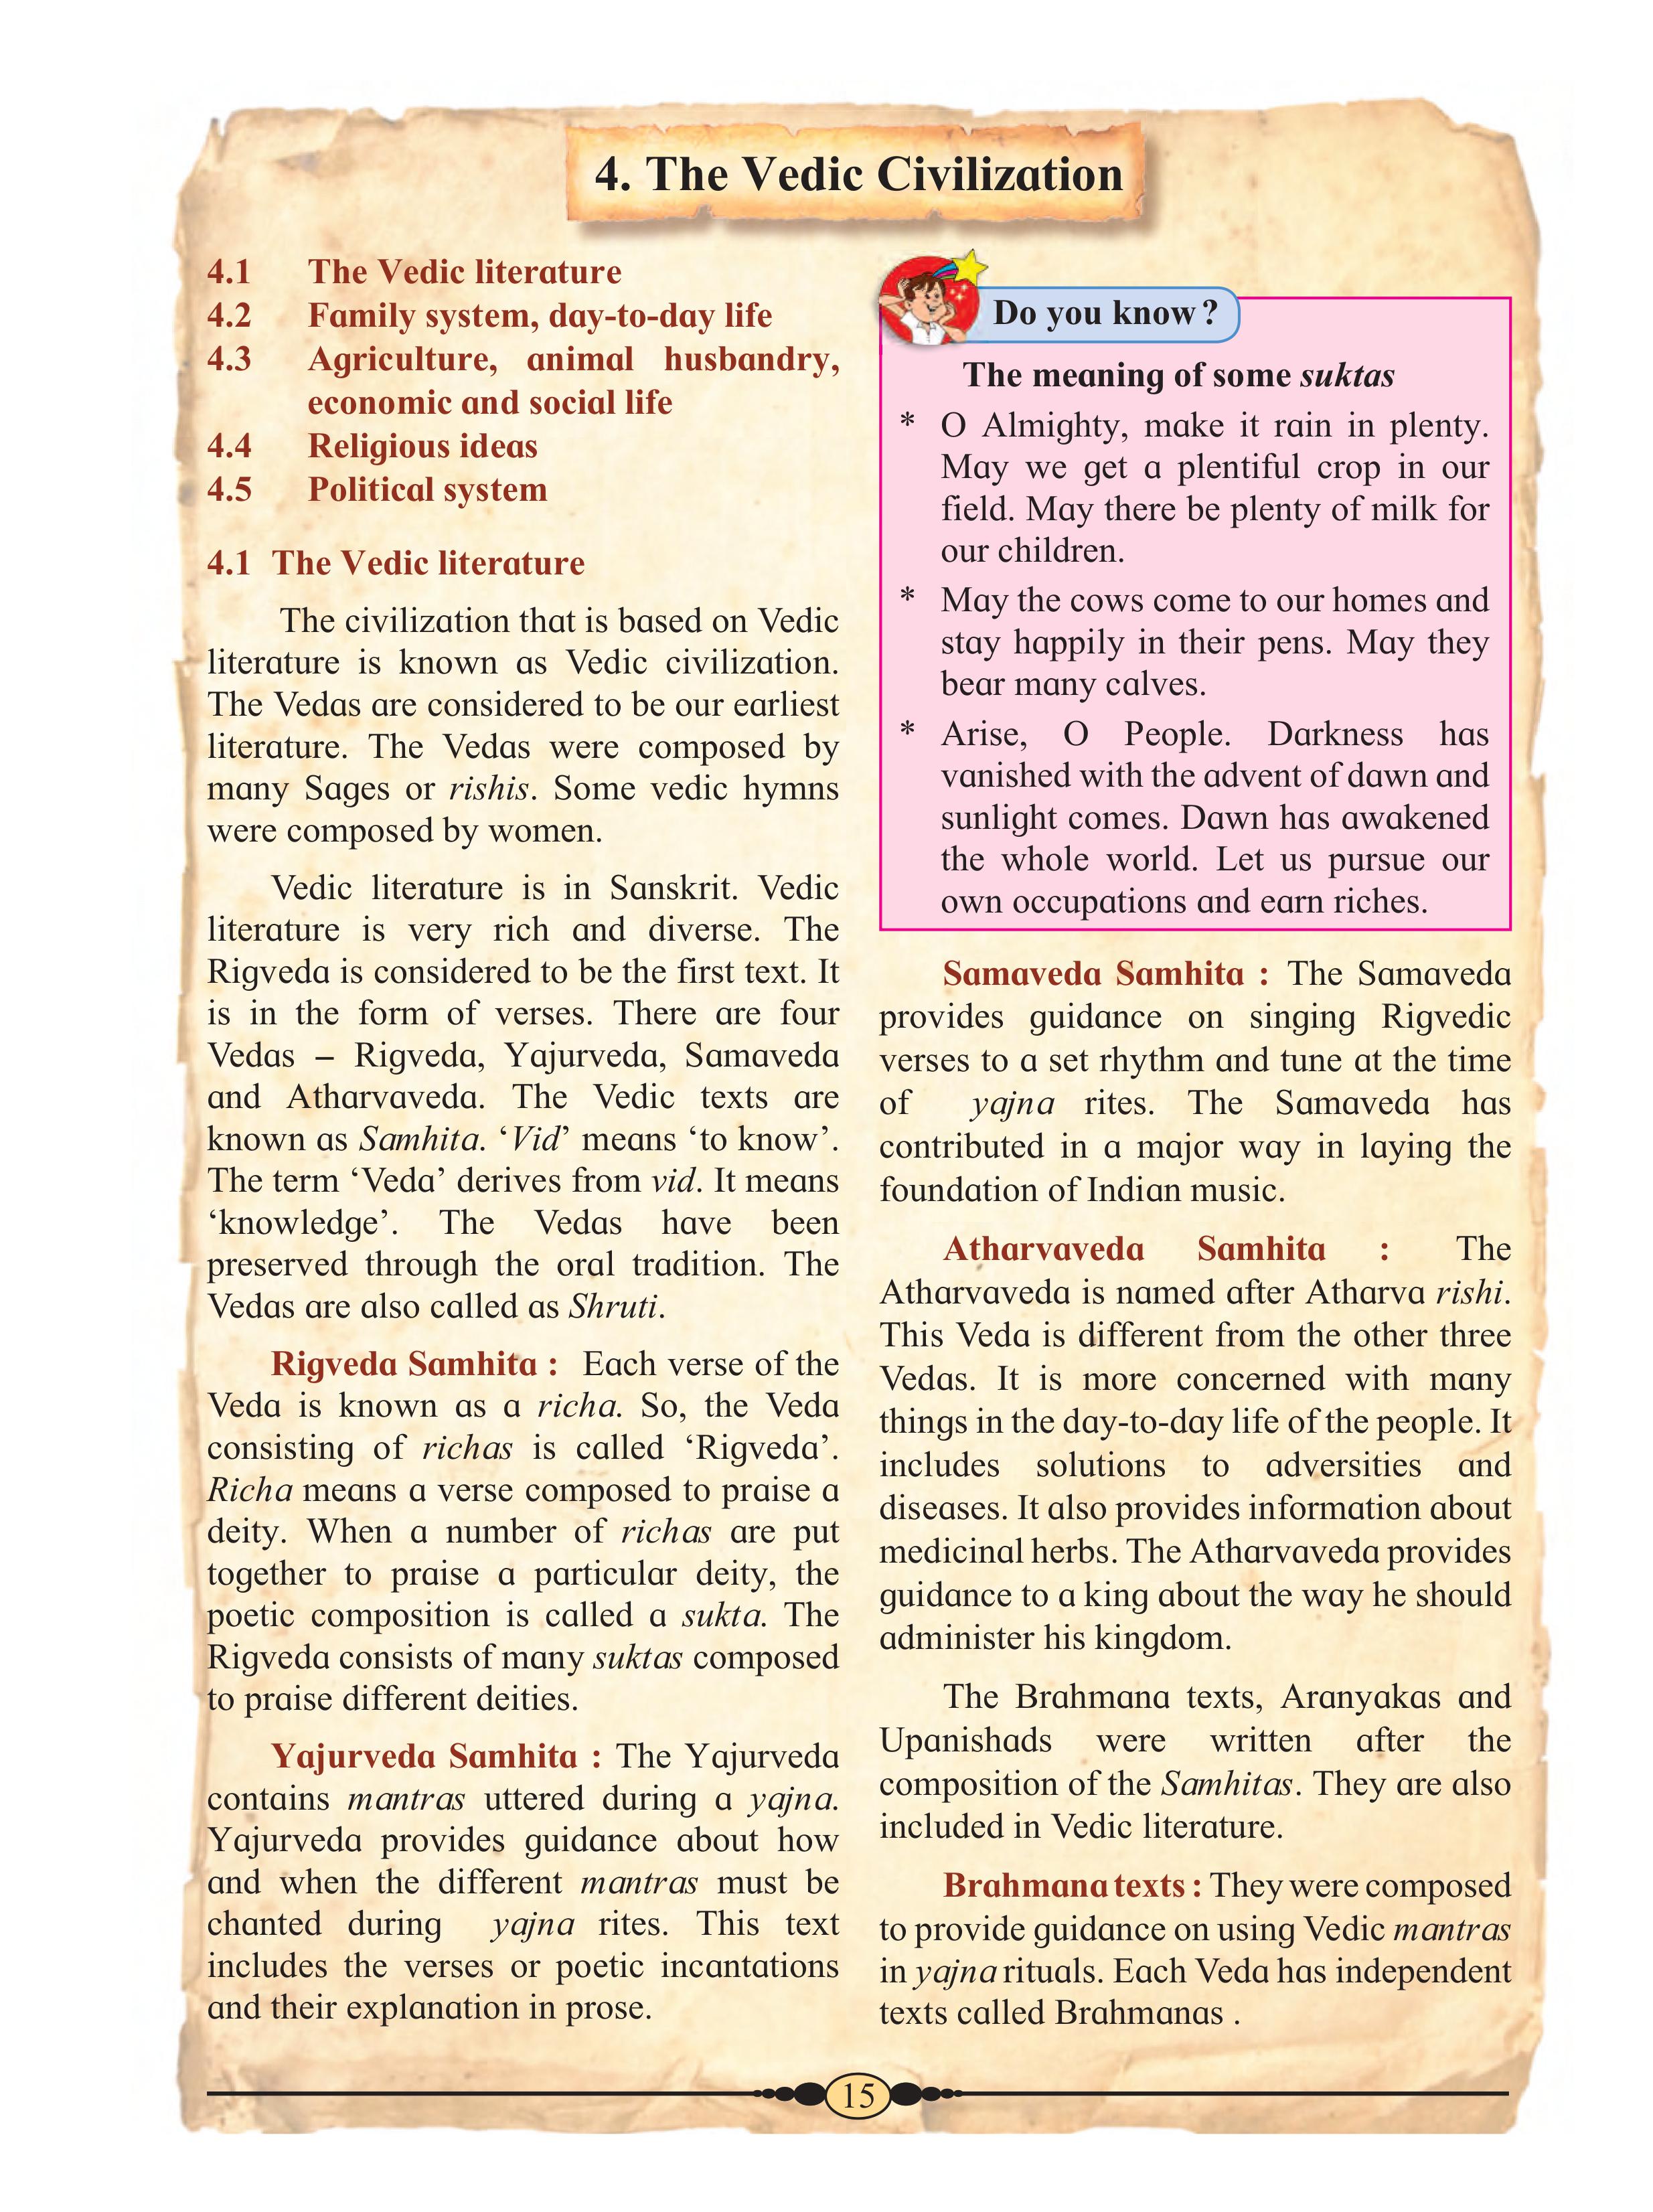 4. The Vedic Civilization
4.1 The Vedic literature
4.2 Family system, day-to-day life
4.3 Agriculture, animal husbandry,
economic and social life
4.4 Religious ideas
4.5 Political system
4.1 The Vedic literature
The civilization that is based on Vedic
literature is known as Vedic civilization.
The Vedas are considered to be our earliest
literature. The Vedas were composed by
many Sages or rishis. Some vedic hymns
were composed by women.
Vedic literature is in Sanskrit. Vedic
literature is very rich and diverse. The
Rigveda is considered to be the first text. It
is in the form of verses. There are four
Vedas – Rigveda, Yajurveda, Samaveda
and Atharvaveda. The Vedic texts are
known as Samhita. ‘Vid’ means ‘to know’.
The term ‘Veda’ derives from vid. It means
‘knowledge’. The Vedas have been
preserved through the oral tradition. The
Vedas are also called as Shruti.
Rigveda Samhita : Each verse of the
Veda is known as a richa. So, the Veda
consisting of richas is called ‘Rigveda’.
Richa means a verse composed to praise a
deity. When a number of richas are put
together to praise a particular deity, the
poetic composition is called a sukta. The
Rigveda consists of many suktas composed
to praise different deities.
Yajurveda Samhita : The Yajurveda
contains mantras uttered during a yajna.
Yajurveda provides guidance about how
and when the different mantras must be
chanted during yajna rites. This text
includes the verses or poetic incantations
and their explanation in prose.
Do you know ?
The meaning of some suktas
* O Almighty, make it rain in plenty.
May we get a plentiful crop in our
field. May there be plenty of milk for
our children.
* May the cows come to our homes and
stay happily in their pens. May they
bear many calves.
* Arise, O People. Darkness has
vanished with the advent of dawn and
sunlight comes. Dawn has awakened
the whole world. Let us pursue our
own occupations and earn riches.
Samaveda Samhita : The Samaveda
provides guidance on singing Rigvedic
verses to a set rhythm and tune at the time
of yajna rites. The Samaveda has
contributed in a major way in laying the
foundation of Indian music.
Atharvaveda Samhita : The
Atharvaveda is named after Atharva rishi.
This Veda is different from the other three
Vedas. It is more concerned with many
things in the day-to-day life of the people. It
includes solutions to adversities and
diseases. It also provides information about
medicinal herbs. The Atharvaveda provides
guidance to a king about the way he should
administer his kingdom.
The Brahmana texts, Aranyakas and
Upanishads were written after the
composition of the Samhitas. They are also
included in Vedic literature.
Brahmana texts : They were composed
to provide guidance on using Vedic mantras
in yajna rituals. Each Veda has independent
texts called Brahmanas .
15